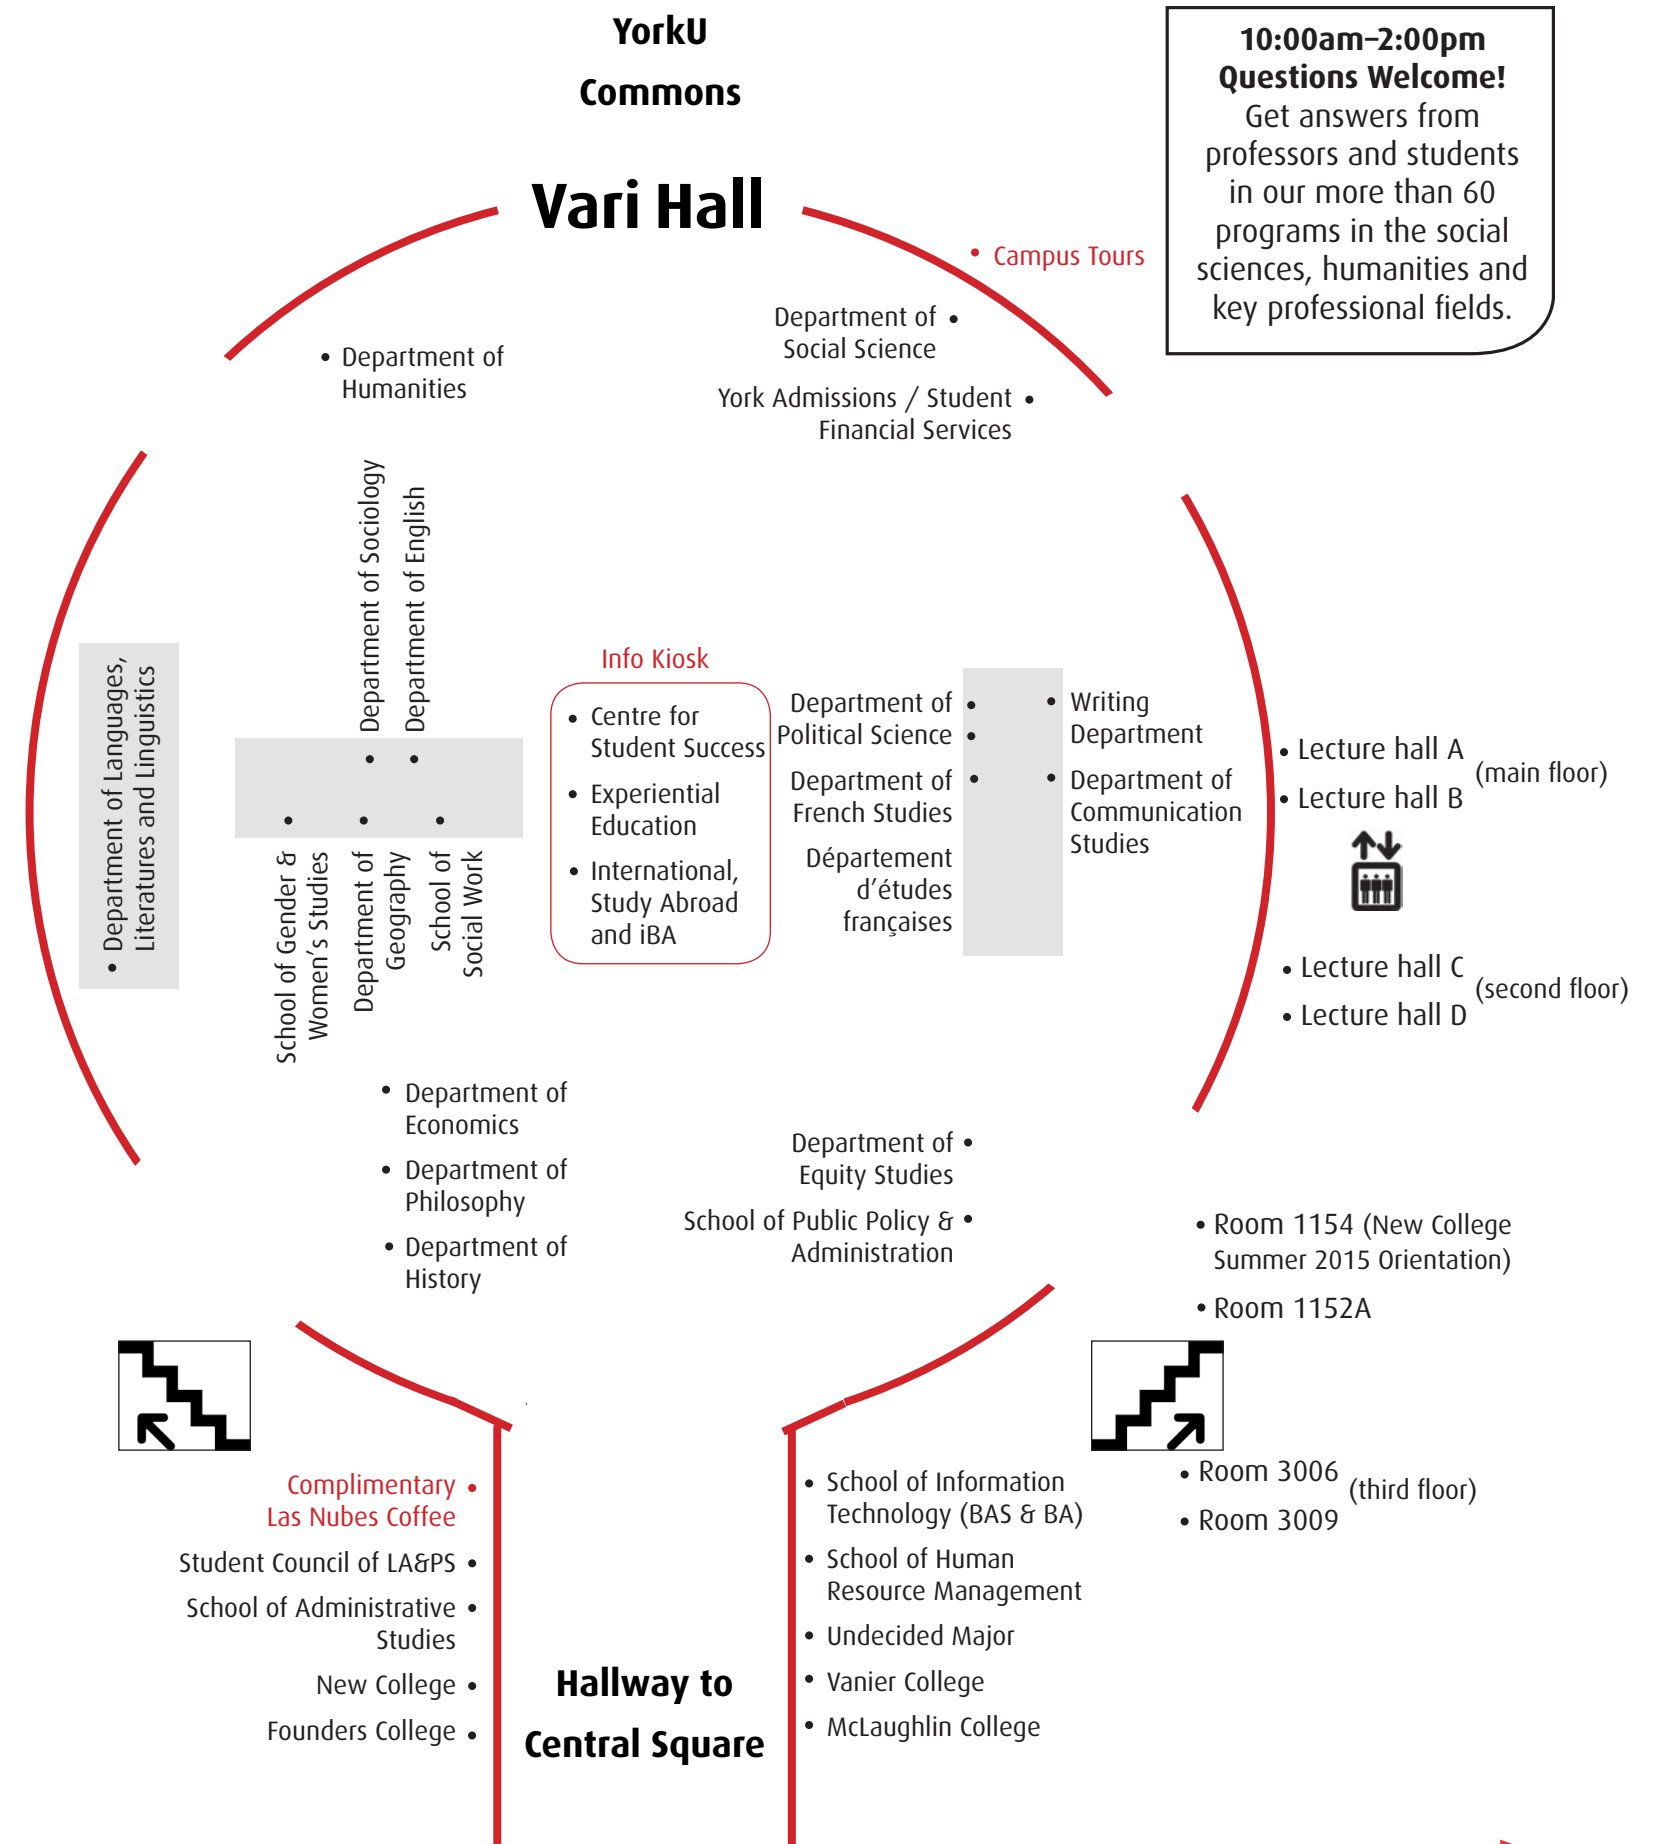 YorkU
Commons
Vari Hall
10:00am–2:00pm
Questions Welcome!
Get answers from
professors and students
in our more than 60
programs in the social
sciences, humanities and
key professional fields.
• Campus Tours
Department of •
Social Science
York Admissions / Student •
Financial Services
• Department of
Humanities
• Department of Languages,
Literatures and Linguistics
• Department of Sociology
• Department of English
• School of Gender &
Women's Studies
• Department of
Geography
• School of
Social Work
Info Kiosk
• Centre for
Student Success
• Experiential
Education
• International,
Study Abroad
and iBA
Department of •
Political Science •
Department of •
French Studies
Département
d'études
françaises
• Writing
Department
• Department of
Communication
Studies
• Lecture hall A
• Lecture hall B
(main floor)
• Lecture hall C
• Lecture hall D
(second floor)
• Department of
Economics
• Department of
Philosophy
• Department of
History
Department of •
Equity Studies
School of Public Policy & •
Administration
• Room 1154 (New College
Summer 2015 Orientation)
• Room 1152A
• Room 3006
• Room 3009
(third floor)
Complimentary •
Las Nubes Coffee
Student Council of LA&PS •
School of Administrative •
Studies
New College •
Founders College •
Hallway to
Central Square
• School of Information
Technology (BAS & BA)
• School of Human
Resource Management
• Undecided Major
• Vanier College
• McLaughlin College